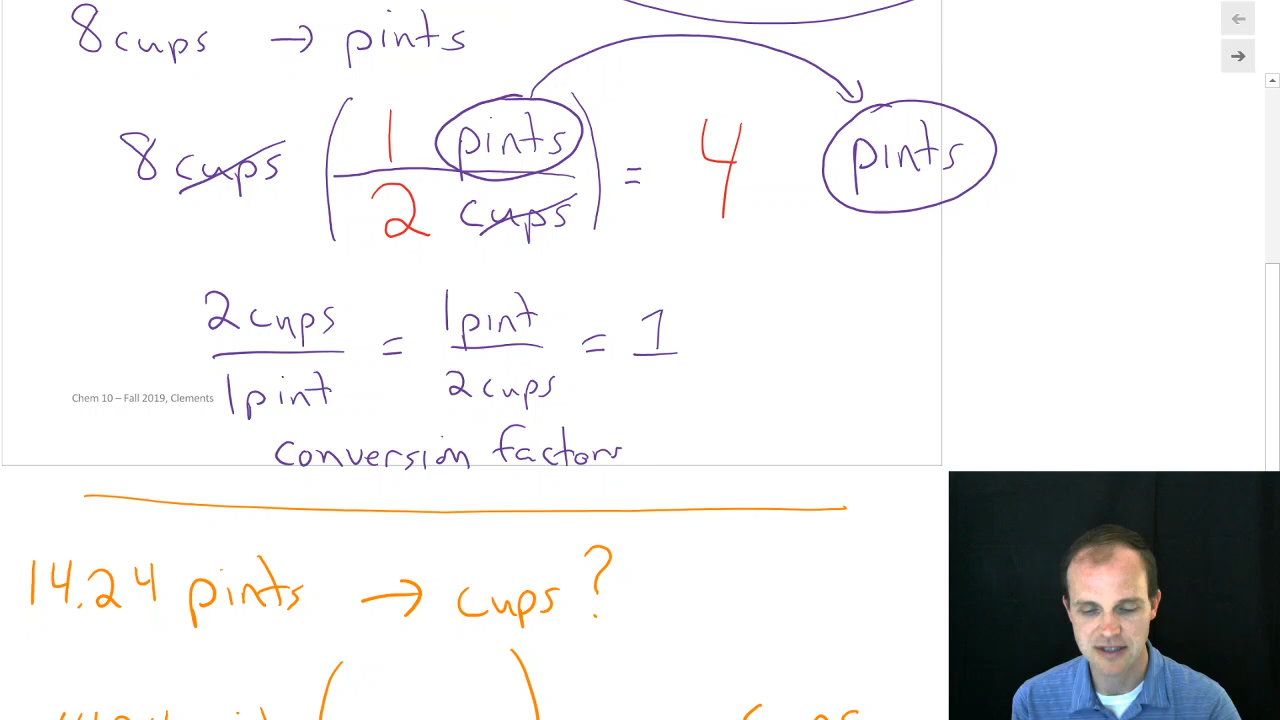 8 cups → pints
8 cups ( 1 pints / 2 cups ) = 4 pints
2 cups / 1 pint = 1 pint / 2 cups = 1
Chem 10 – Fall 2019, Clements
conversion factors
14.24 pints → cups ?